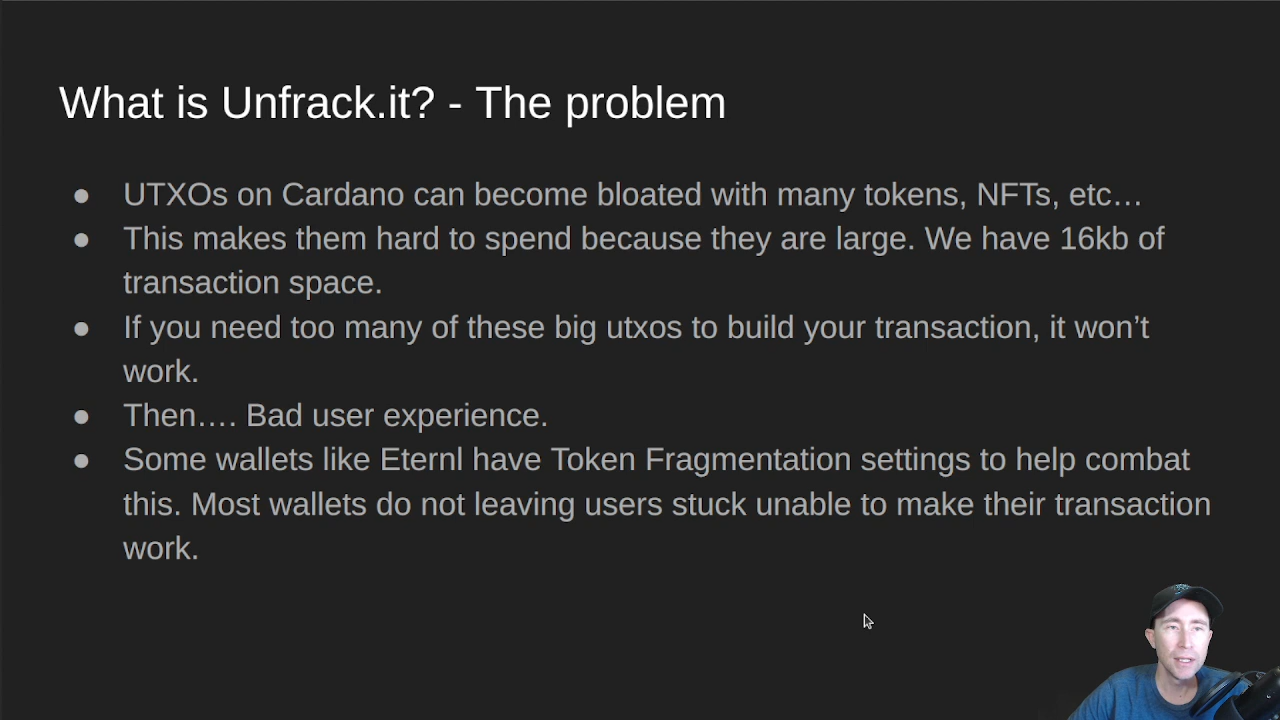 What is Unfrack.it? - The problem
● UTXOs on Cardano can become bloated with many tokens, NFTs, etc…
● This makes them hard to spend because they are large. We have 16kb of
transaction space.
● If you need too many of these big utxos to build your transaction, it won’t
work.
● Then…. Bad user experience.
● Some wallets like Eternl have Token Fragmentation settings to help combat
this. Most wallets do not leaving users stuck unable to make their transaction
work.